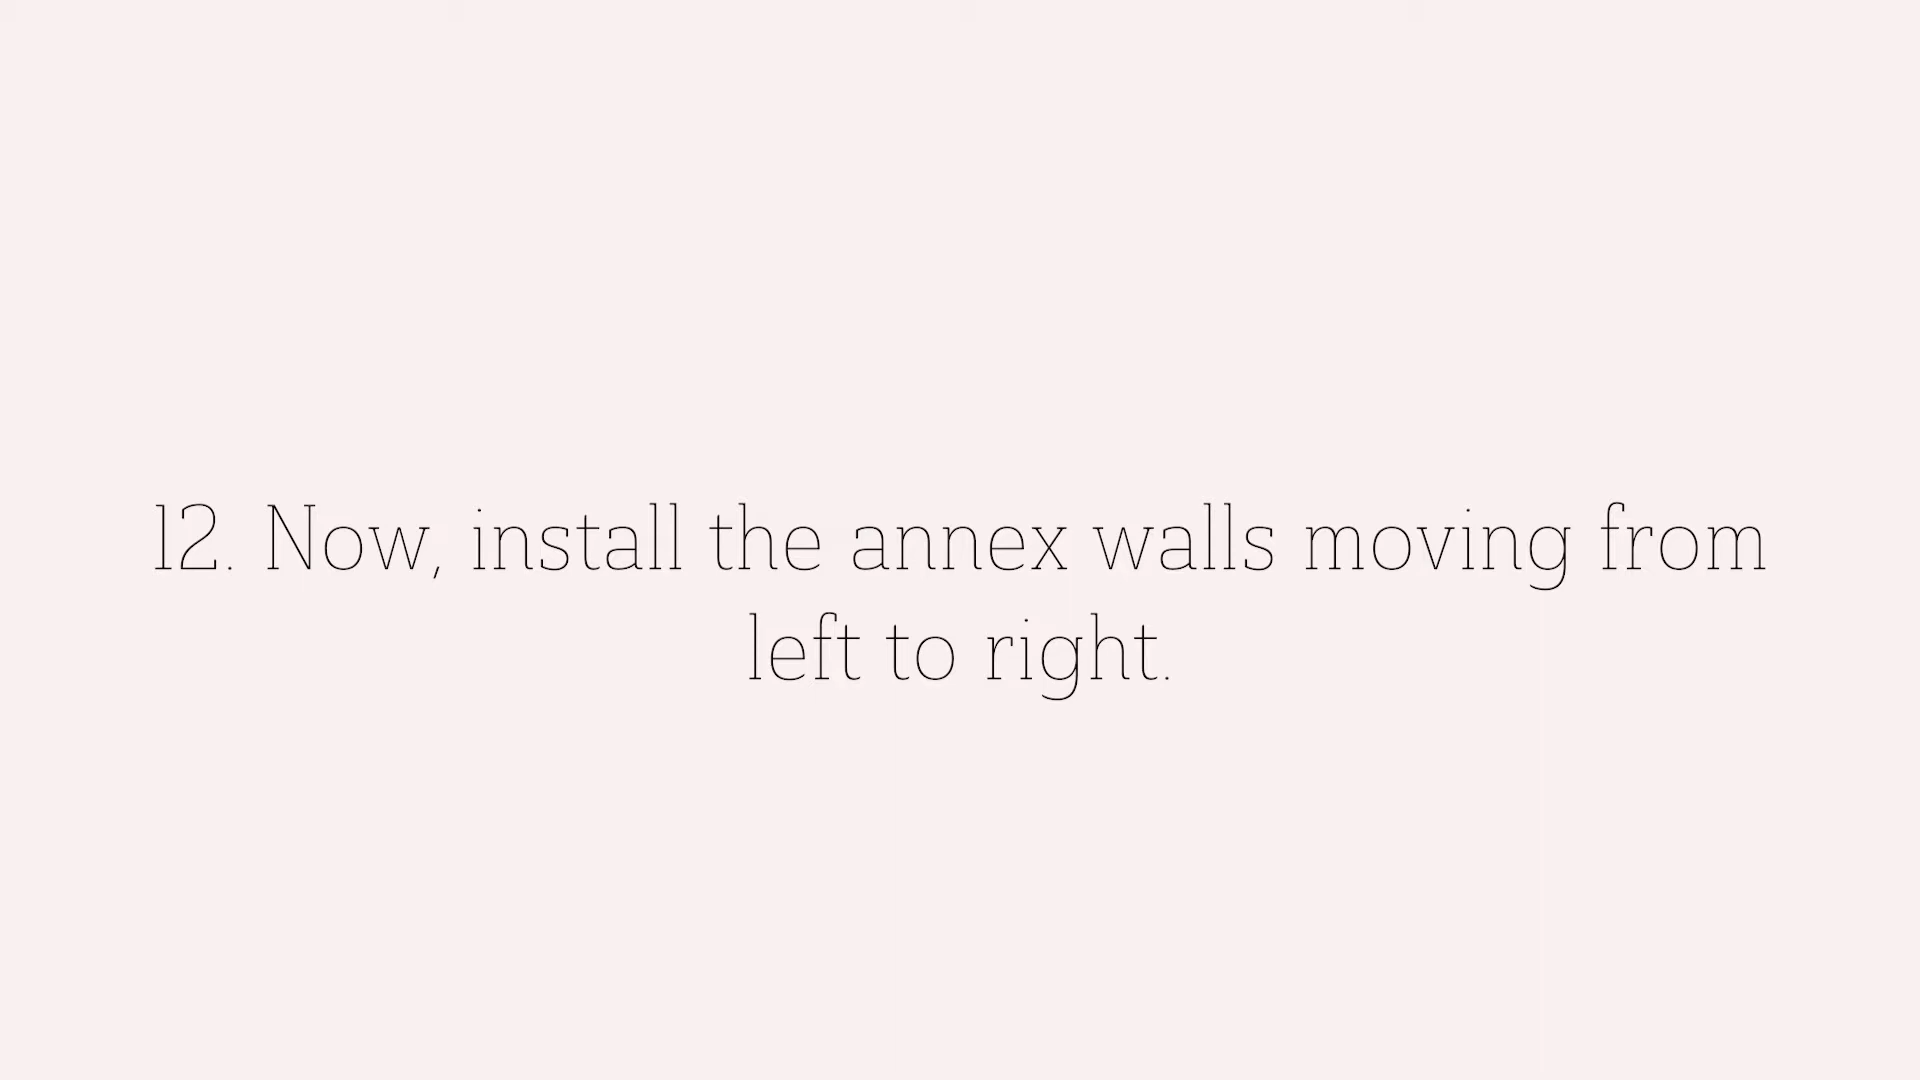 12. Now, install the annex walls moving from
left to right.